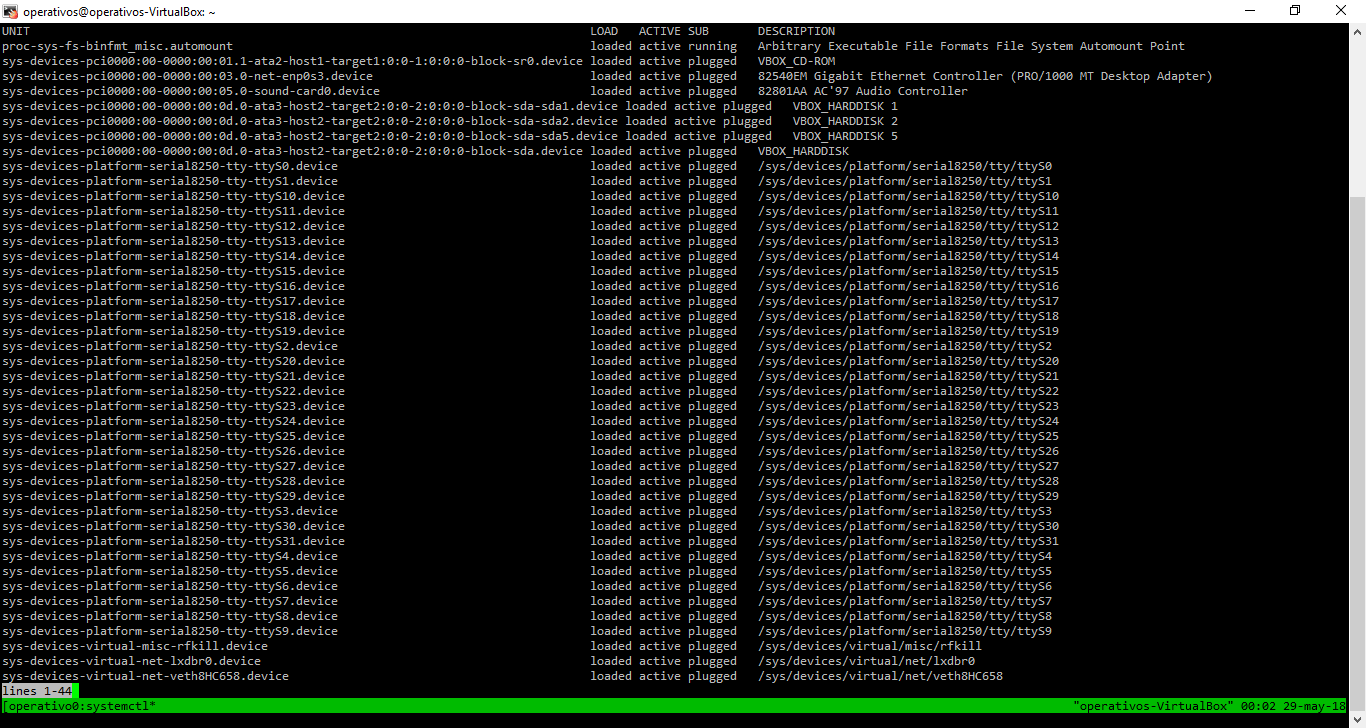 operativos@operativos-VirtualBox: ~
UNIT LOAD ACTIVE SUB DESCRIPTION
proc-sys-fs-binfmt_misc.automount loaded active running Arbitrary Executable File Formats File System Automount Point
sys-devices-pci0000:00-0000:00:01.1-ata2-host1-target1:0:0-1:0:0:0-block-sr0.device loaded active plugged VBOX_CD-ROM
sys-devices-pci0000:00-0000:00:03.0-net-enp0s3.device loaded active plugged 82540EM Gigabit Ethernet Controller (PRO/1000 MT Desktop Adapter)
sys-devices-pci0000:00-0000:00:05.0-sound-card0.device loaded active plugged 82801AA AC'97 Audio Controller
sys-devices-pci0000:00-0000:00:0d.0-ata3-host2-target2:0:0-2:0:0:0-block-sda-sda1.device loaded active plugged VBOX_HARDDISK 1
sys-devices-pci0000:00-0000:00:0d.0-ata3-host2-target2:0:0-2:0:0:0-block-sda-sda2.device loaded active plugged VBOX_HARDDISK 2
sys-devices-pci0000:00-0000:00:0d.0-ata3-host2-target2:0:0-2:0:0:0-block-sda-sda5.device loaded active plugged VBOX_HARDDISK 5
sys-devices-pci0000:00-0000:00:0d.0-ata3-host2-target2:0:0-2:0:0:0-block-sda.device loaded active plugged VBOX_HARDDISK
sys-devices-platform-serial8250-tty-ttyS0.device loaded active plugged /sys/devices/platform/serial8250/tty/ttyS0
sys-devices-platform-serial8250-tty-ttyS1.device loaded active plugged /sys/devices/platform/serial8250/tty/ttyS1
sys-devices-platform-serial8250-tty-ttyS10.device loaded active plugged /sys/devices/platform/serial8250/tty/ttyS10
sys-devices-platform-serial8250-tty-ttyS11.device loaded active plugged /sys/devices/platform/serial8250/tty/ttyS11
sys-devices-platform-serial8250-tty-ttyS12.device loaded active plugged /sys/devices/platform/serial8250/tty/ttyS12
sys-devices-platform-serial8250-tty-ttyS13.device loaded active plugged /sys/devices/platform/serial8250/tty/ttyS13
sys-devices-platform-serial8250-tty-ttyS14.device loaded active plugged /sys/devices/platform/serial8250/tty/ttyS14
sys-devices-platform-serial8250-tty-ttyS15.device loaded active plugged /sys/devices/platform/serial8250/tty/ttyS15
sys-devices-platform-serial8250-tty-ttyS16.device loaded active plugged /sys/devices/platform/serial8250/tty/ttyS16
sys-devices-platform-serial8250-tty-ttyS17.device loaded active plugged /sys/devices/platform/serial8250/tty/ttyS17
sys-devices-platform-serial8250-tty-ttyS18.device loaded active plugged /sys/devices/platform/serial8250/tty/ttyS18
sys-devices-platform-serial8250-tty-ttyS19.device loaded active plugged /sys/devices/platform/serial8250/tty/ttyS19
sys-devices-platform-serial8250-tty-ttyS2.device loaded active plugged /sys/devices/platform/serial8250/tty/ttyS2
sys-devices-platform-serial8250-tty-ttyS20.device loaded active plugged /sys/devices/platform/serial8250/tty/ttyS20
sys-devices-platform-serial8250-tty-ttyS21.device loaded active plugged /sys/devices/platform/serial8250/tty/ttyS21
sys-devices-platform-serial8250-tty-ttyS22.device loaded active plugged /sys/devices/platform/serial8250/tty/ttyS22
sys-devices-platform-serial8250-tty-ttyS23.device loaded active plugged /sys/devices/platform/serial8250/tty/ttyS23
sys-devices-platform-serial8250-tty-ttyS24.device loaded active plugged /sys/devices/platform/serial8250/tty/ttyS24
sys-devices-platform-serial8250-tty-ttyS25.device loaded active plugged /sys/devices/platform/serial8250/tty/ttyS25
sys-devices-platform-serial8250-tty-ttyS26.device loaded active plugged /sys/devices/platform/serial8250/tty/ttyS26
sys-devices-platform-serial8250-tty-ttyS27.device loaded active plugged /sys/devices/platform/serial8250/tty/ttyS27
sys-devices-platform-serial8250-tty-ttyS28.device loaded active plugged /sys/devices/platform/serial8250/tty/ttyS28
sys-devices-platform-serial8250-tty-ttyS29.device loaded active plugged /sys/devices/platform/serial8250/tty/ttyS29
sys-devices-platform-serial8250-tty-ttyS3.device loaded active plugged /sys/devices/platform/serial8250/tty/ttyS3
sys-devices-platform-serial8250-tty-ttyS30.device loaded active plugged /sys/devices/platform/serial8250/tty/ttyS30
sys-devices-platform-serial8250-tty-ttyS31.device loaded active plugged /sys/devices/platform/serial8250/tty/ttyS31
sys-devices-platform-serial8250-tty-ttyS4.device loaded active plugged /sys/devices/platform/serial8250/tty/ttyS4
sys-devices-platform-serial8250-tty-ttyS5.device loaded active plugged /sys/devices/platform/serial8250/tty/ttyS5
sys-devices-platform-serial8250-tty-ttyS6.device loaded active plugged /sys/devices/platform/serial8250/tty/ttyS6
sys-devices-platform-serial8250-tty-ttyS7.device loaded active plugged /sys/devices/platform/serial8250/tty/ttyS7
sys-devices-platform-serial8250-tty-ttyS8.device loaded active plugged /sys/devices/platform/serial8250/tty/ttyS8
sys-devices-platform-serial8250-tty-ttyS9.device loaded active plugged /sys/devices/platform/serial8250/tty/ttyS9
sys-devices-virtual-misc-rfkill.device loaded active plugged /sys/devices/virtual/misc/rfkill
sys-devices-virtual-net-lxdbr0.device loaded active plugged /sys/devices/virtual/net/lxdbr0
sys-devices-virtual-net-veth8HC658.device loaded active plugged /sys/devices/virtual/net/veth8HC658
lines 1-44
[operativo0:systemctl* "operativos-VirtualBox" 00:02 29-may-18